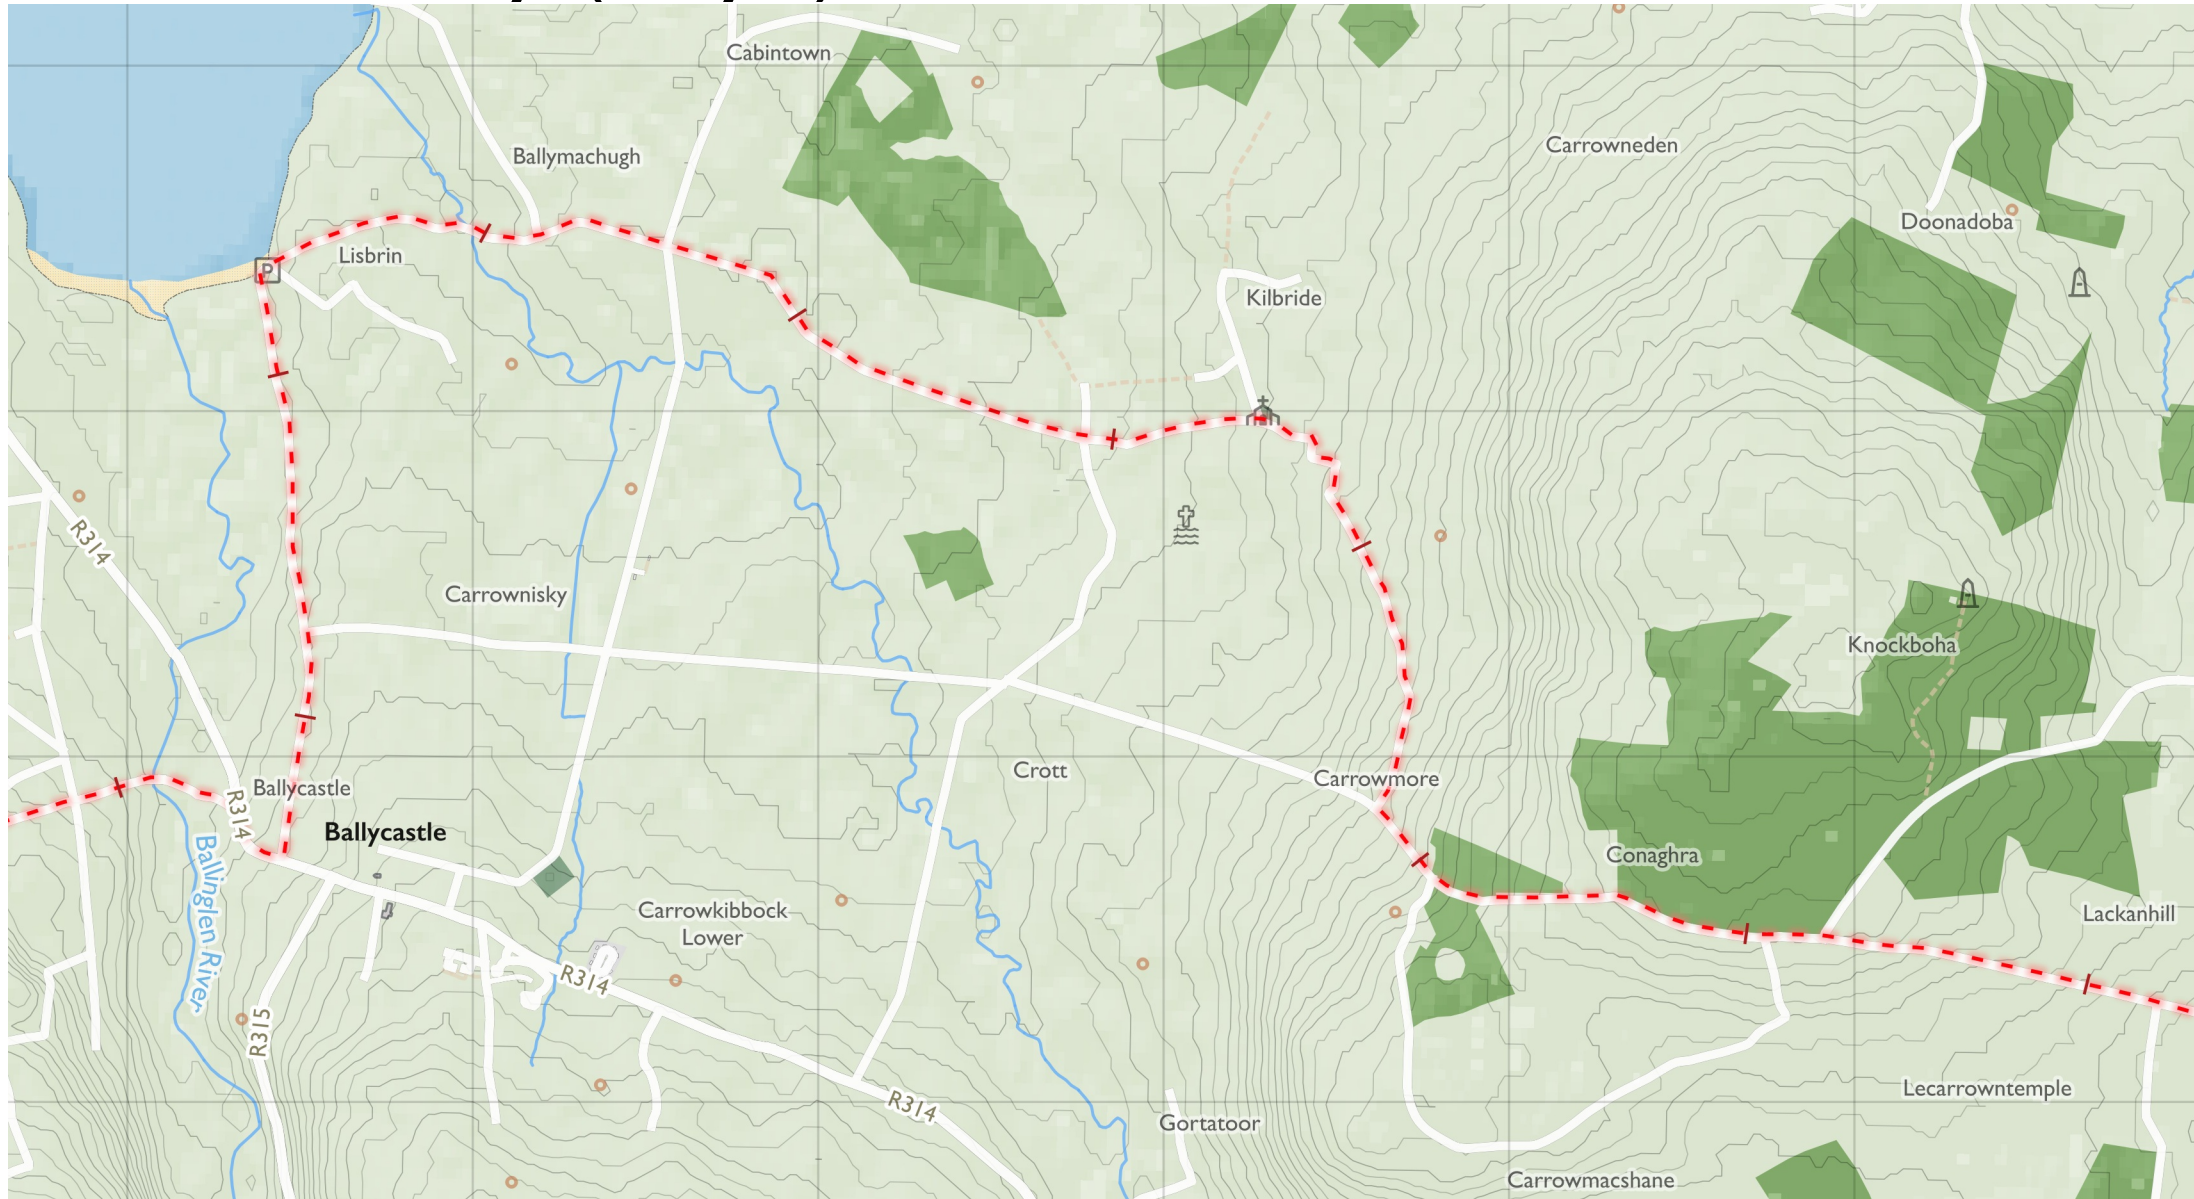 Cabintown
Ballymachugh
Carrowneden
Doonadoba
Lisbrin
Kilbride
P
R314
Carrownisky
Knockboha
Crott
Carrowmore
Ballycastle
R314
Ballycastle
Conaghra
Ballinglen River
Carrowkibbock
Lower
Lackanhill
R314
R315
Lecarrowntemple
R314
Gortatoor
Carrowmacshane